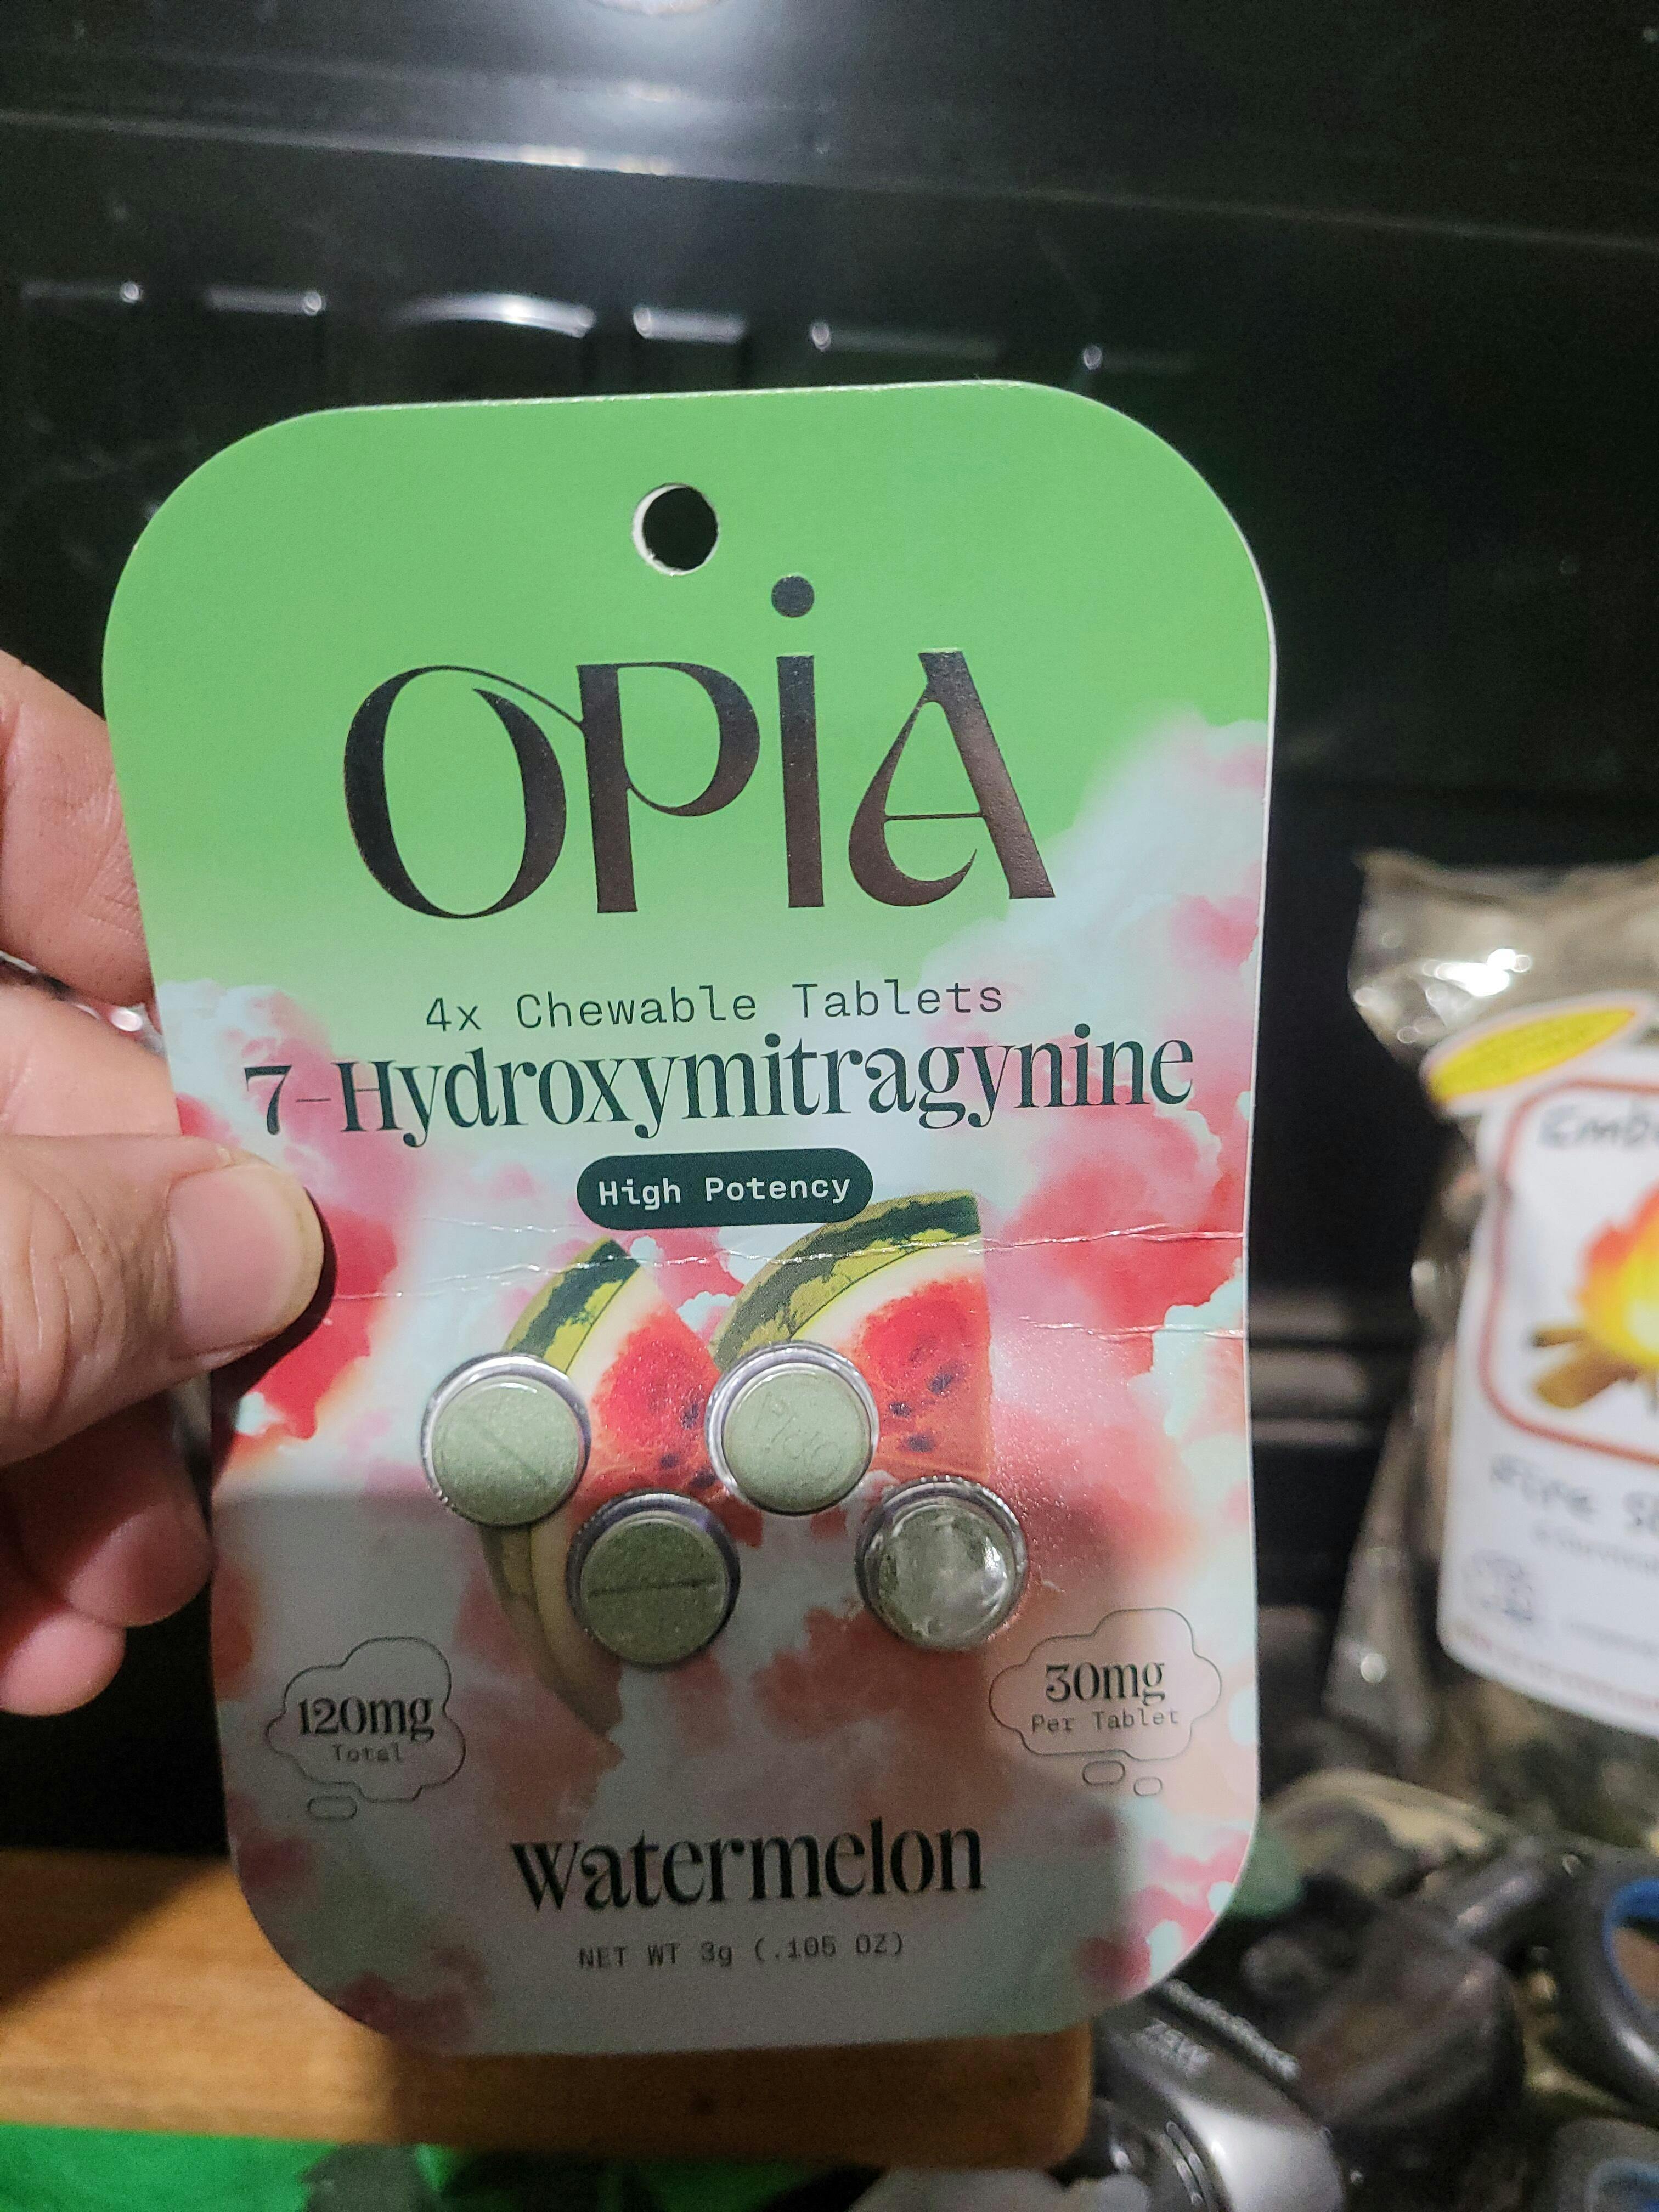 OPiA
4x Chewable Tablets
7-Hydroxymitragynine
High Potency
120mg
Total
30mg
Per Tablet
watermelon
NET WT 3g (.105 OZ)
Fire